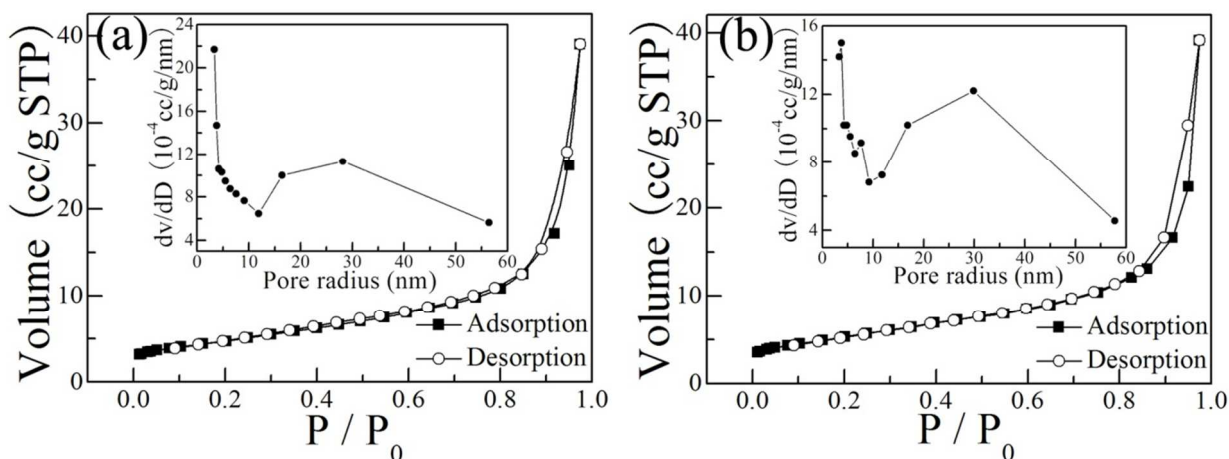 (a)
Volume (cc/g STP)
40
30
20
10
0
0.0 0.2 0.4 0.6 0.8 1.0
P / P0
Adsorption
Desorption
dv/dD (10-4cc/g/nm)
24
20
16
12
8
4
0 10 20 30 40 50 60
Pore radius (nm)
(b)
Volume (cc/g STP)
40
30
20
10
0
0.0 0.2 0.4 0.6 0.8 1.0
P / P0
Adsorption
Desorption
dv/dD (10-4cc/g/nm)
15
12
9
6
3
0 10 20 30 40 50 60
Pore radius (nm)